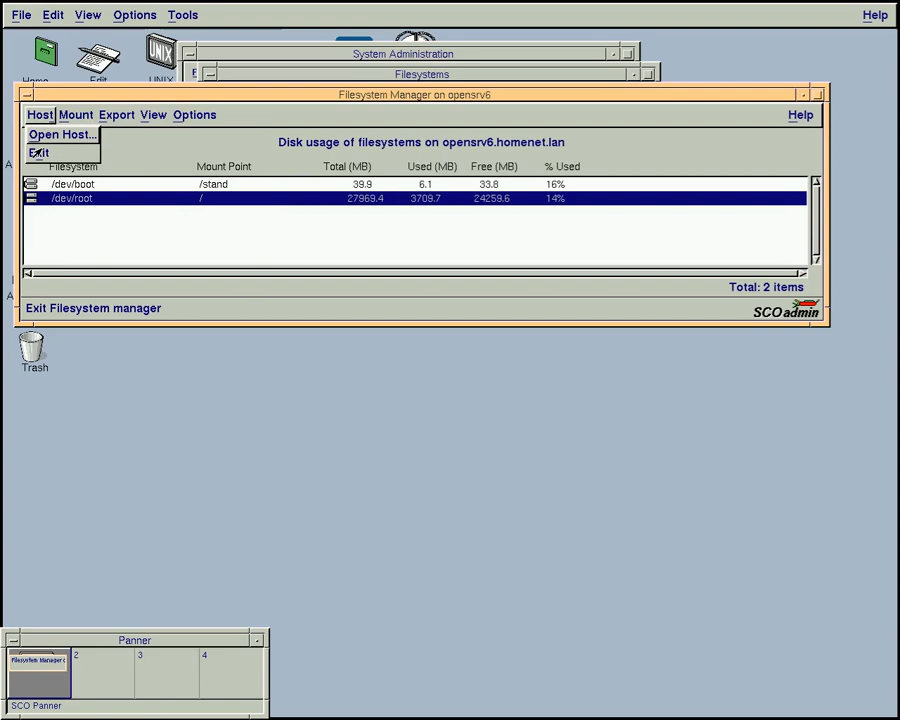 File Edit View Options Tools Help
UNIX
System Administration
Filesystems
Filesystem Manager on opensrv6
Host Mount Export View Options Help
Open Host...
Exit
Disk usage of filesystems on opensrv6.homenet.lan
Filesystem Mount Point Total (MB) Used (MB) Free (MB) % Used
/dev/boot /stand 39.9 6.1 33.8 16%
/dev/root / 27969.4 3709.7 24259.6 14%
Total: 2 items
Exit Filesystem manager
SCOadmin
Trash
Panner
Filesystem Manager o
2 3 4
SCO Panner